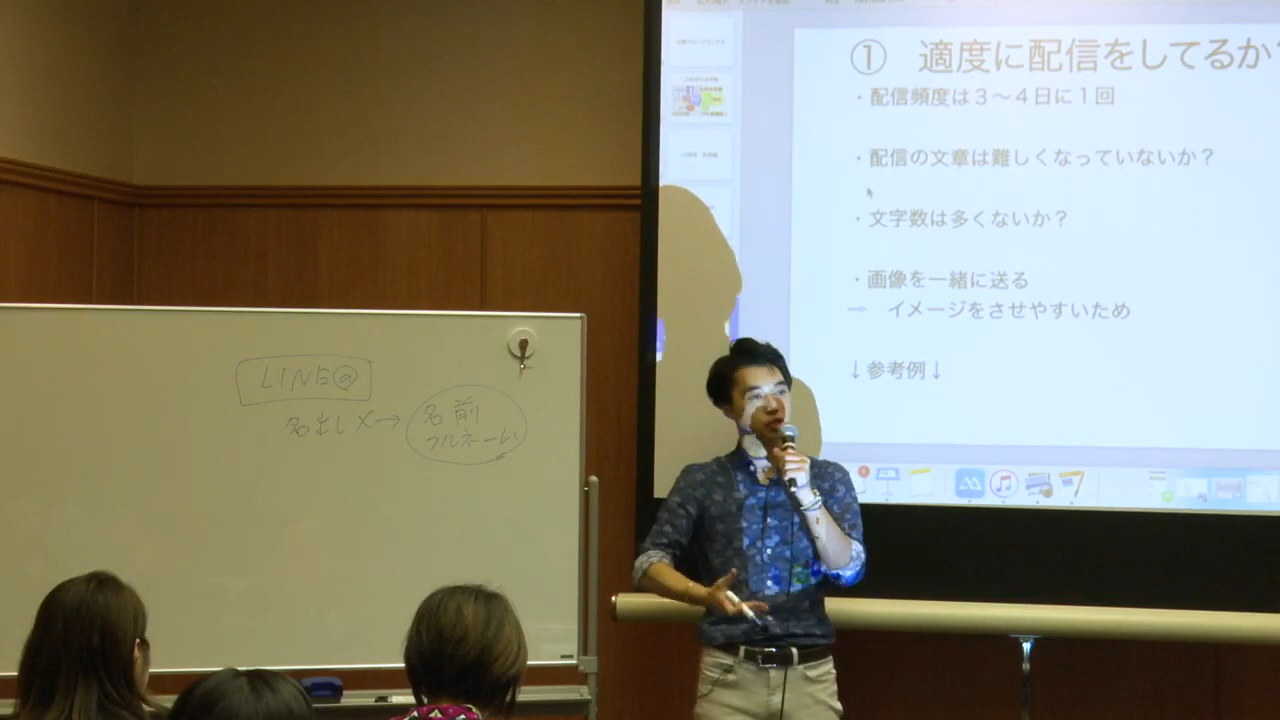 LINE@
名出し×→ 名前
フルネーム
① 適度に配信をしてるか?
・配信頻度は3〜4日に1回
・配信の文章は難しくなっていないか?
・文字数は多くないか?
・画像を一緒に送る
⇒ イメージをさせやすいため
↓参考例↓